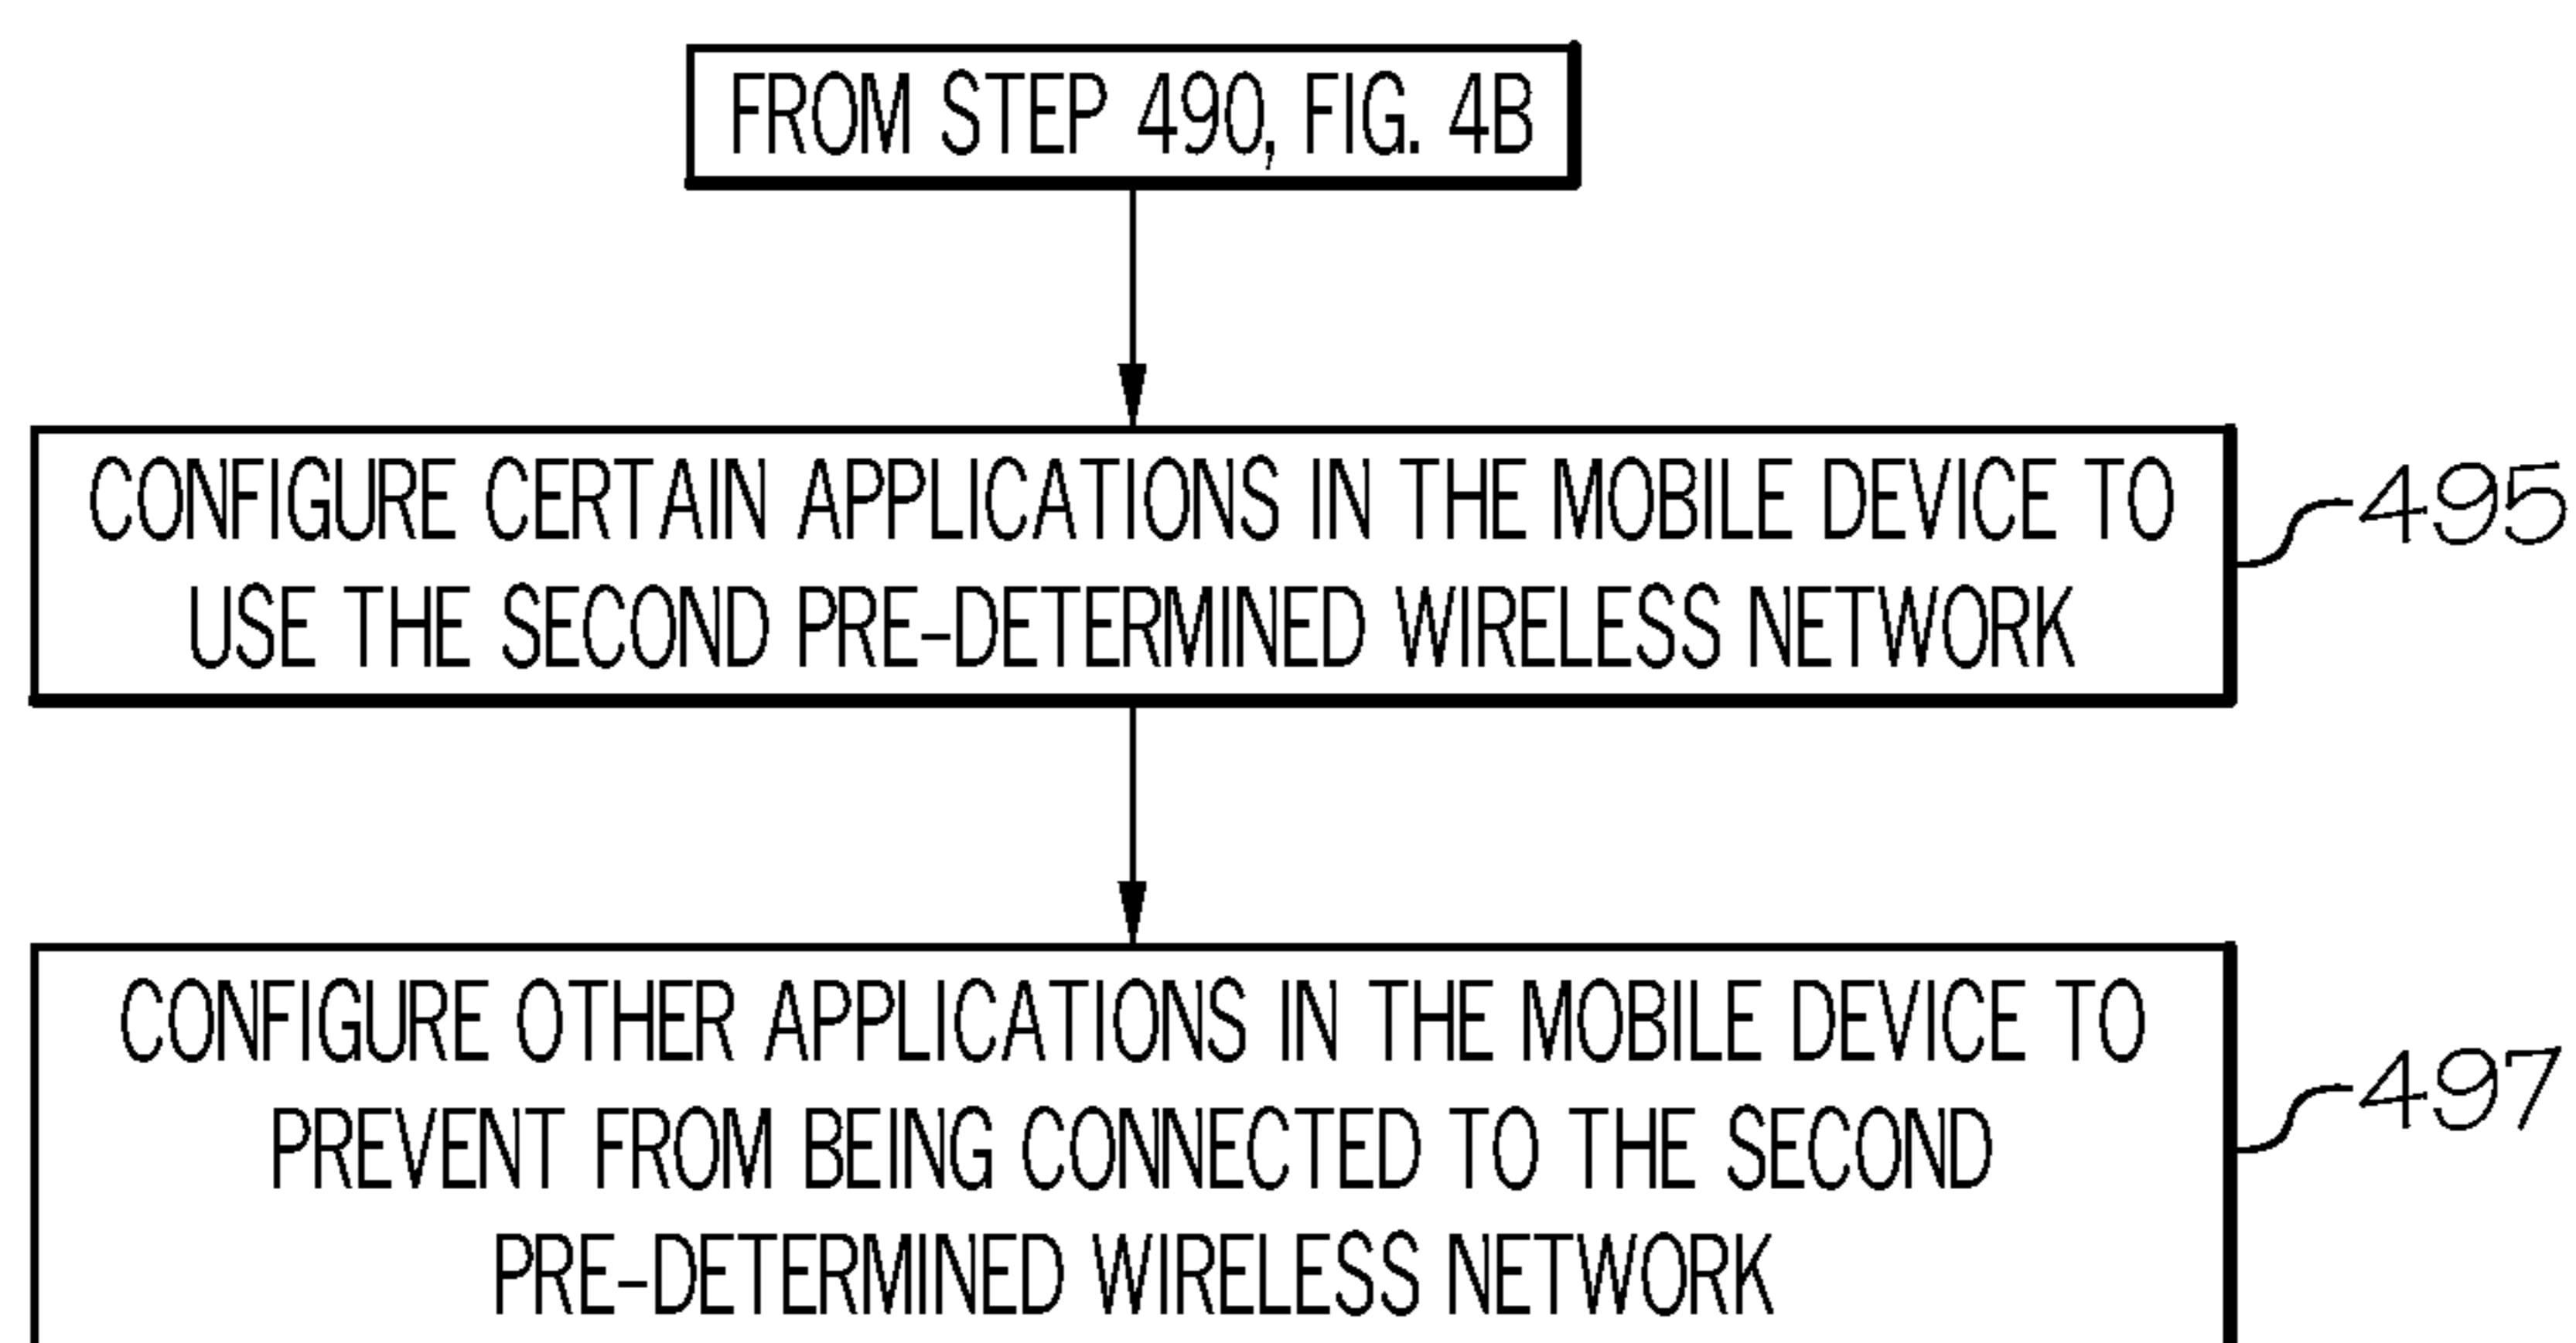 FROM STEP 490, FIG. 4B
CONFIGURE CERTAIN APPLICATIONS IN THE MOBILE DEVICE TO
USE THE SECOND PRE-DETERMINED WIRELESS NETWORK
495
CONFIGURE OTHER APPLICATIONS IN THE MOBILE DEVICE TO
PREVENT FROM BEING CONNECTED TO THE SECOND
PRE-DETERMINED WIRELESS NETWORK
497